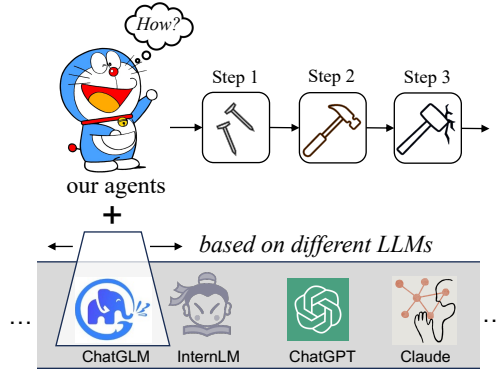 How?
Step 1 Step 2 Step 3
our agents
+
based on different LLMs
... ...
ChatGLM InternLM ChatGPT Claude